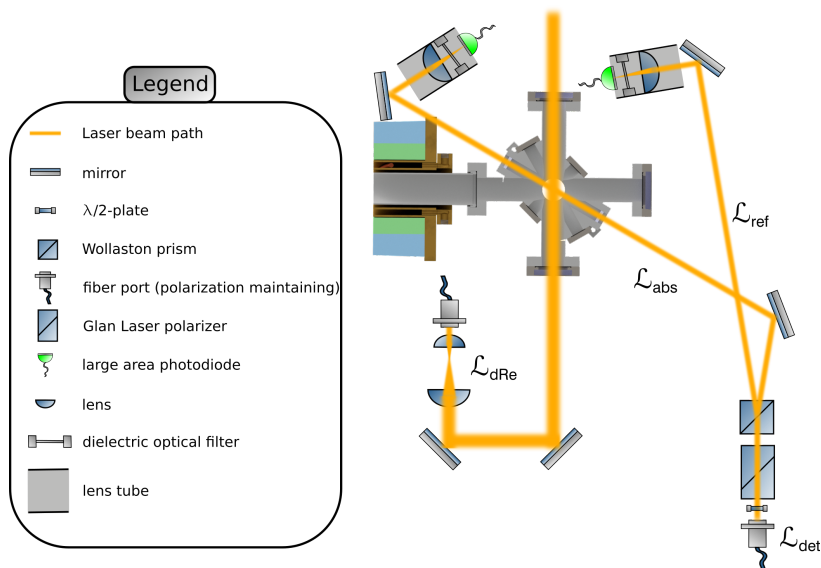 Legend
Laser beam path
mirror
λ/2-plate
Wollaston prism
fiber port (polarization maintaining)
Glan Laser polarizer
large area photodiode
lens
dielectric optical filter
lens tube
ℒref
ℒabs
ℒdRe
ℒdet